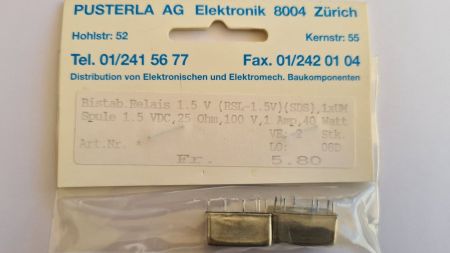 PUSTERLA AG Elektronik 8004 Zürich
Hohlstr: 52 Kernstr: 55
Tel. 01/241 56 77 Fax. 01/242 01 04
Distribution von Elektronischen und Elektromech. Baukomponenten
Bistab.Relais 1.5 V (RSL-1.5V)(SDS),1xUM
Spule 1.5 VDC,25 Ohm,100 V,1 Amp,40 Watt
VE: 2 Stk.
Art.Nr. * LO: 06D
Fr. 5.80